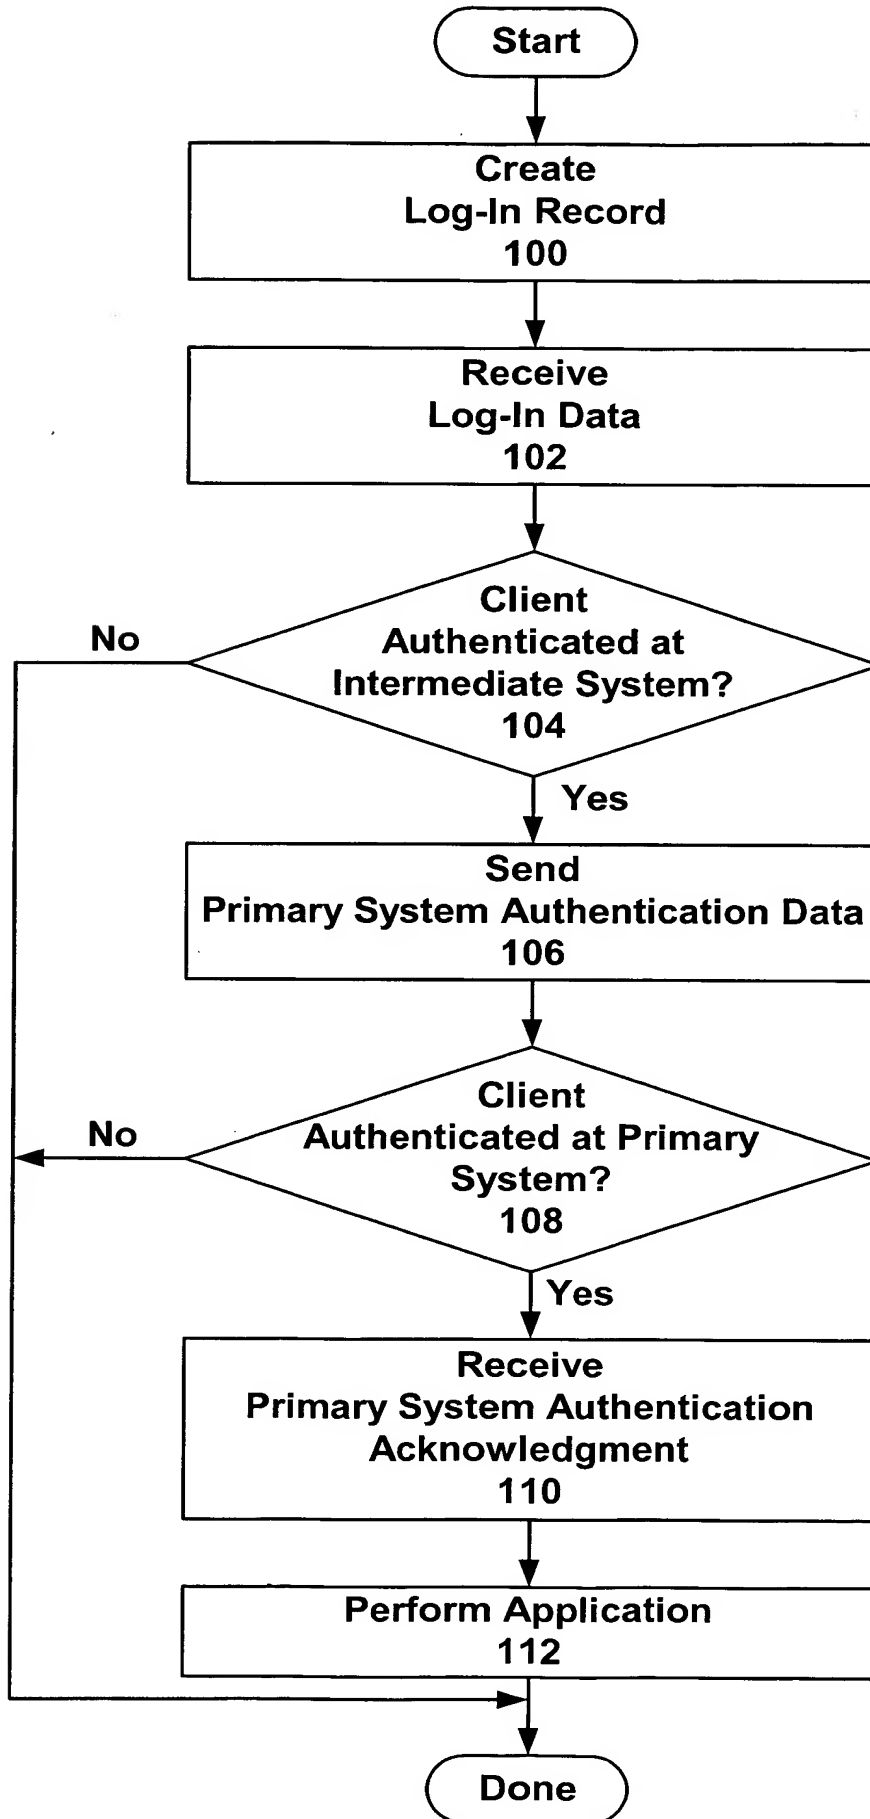 Start
Create
Log-In Record
100
Receive
Log-In Data
102
Client
Authenticated at
Intermediate System?
104
No
Yes
Send
Primary System Authentication Data
106
Client
Authenticated at Primary
System?
108
No
Yes
Receive
Primary System Authentication
Acknowledgment
110
Perform Application
112
Done